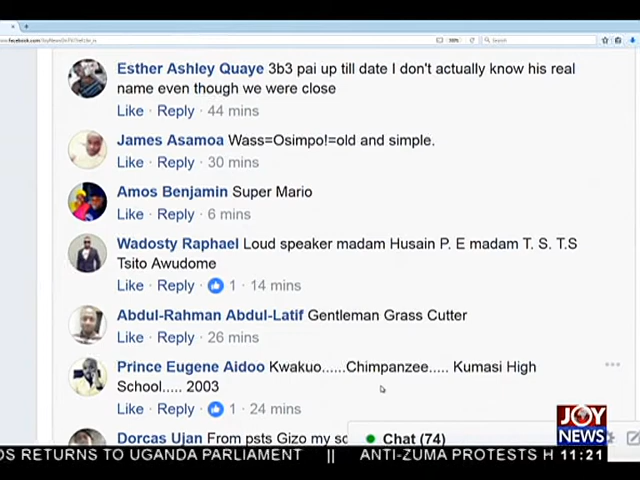 Esther Ashley Quaye 3b3 pai up till date I don't actually know his real
name even though we were close
Like · Reply · 44 mins
James Asamoa Wass=Osimpo!=old and simple.
Like · Reply · 30 mins
Amos Benjamin Super Mario
Like · Reply · 6 mins
Wadosty Raphael Loud speaker madam Husain P. E madam T. S. T.S
Tsito Awudome
Like · Reply · 1 · 14 mins
Abdul-Rahman Abdul-Latif Gentleman Grass Cutter
Like · Reply · 26 mins
Prince Eugene Aidoo Kwakuo......Chimpanzee..... Kumasi High
School..... 2003
Like · Reply · 1 · 24 mins
Dorcas Ujan From psts Gizo my sc
Chat (74)
JOY
NEWS
OS RETURNS TO UGANDA PARLIAMENT || ANTI-ZUMA PROTESTS H 11:21